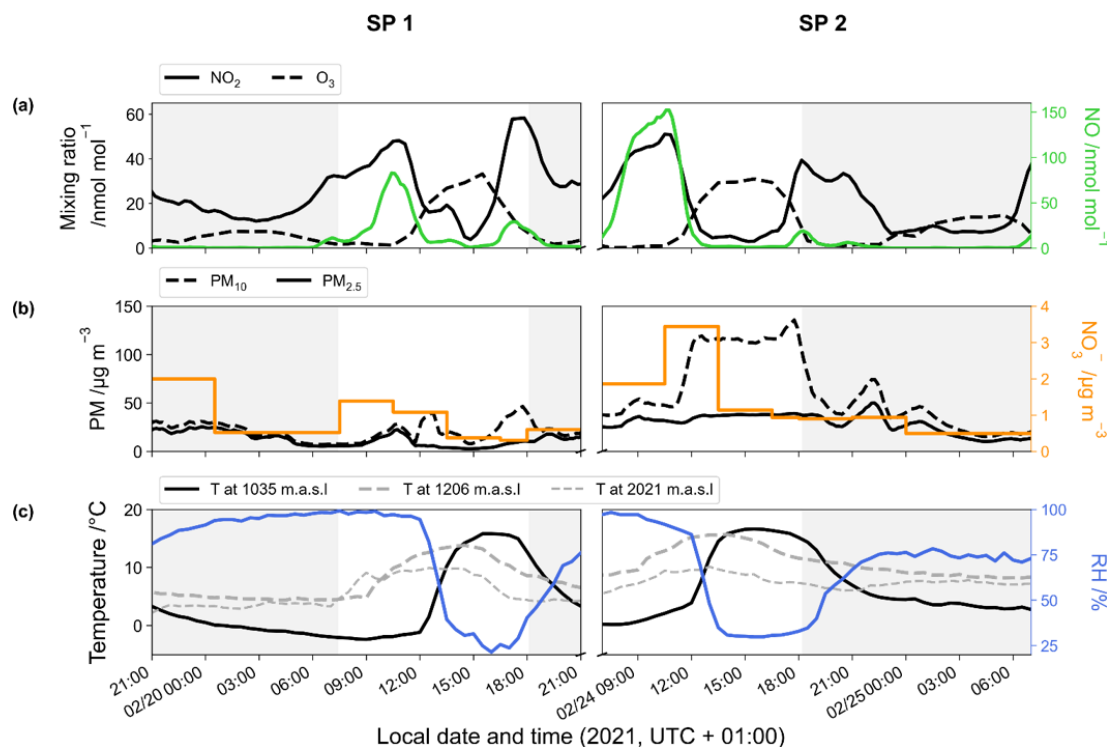 SP 1 SP 2
NO₂ O₃
(a)
60
40
20
0
Mixing ratio
/nmol mol⁻¹
150
100
50
0
NO /nmol mol⁻¹
PM₁₀ PM₂.₅
(b)
150
100
50
0
PM /µg m⁻³
4
3
2
1
0
NO₃⁻ /µg m⁻³
T at 1035 m.a.s.l T at 1206 m.a.s.l T at 2021 m.a.s.l
(c)
20
10
0
Temperature /°C
100
75
50
25
RH /%
21:00 02/20 00:00 03:00 06:00 09:00 12:00 15:00 18:00 21:00 02/24 09:00 12:00 15:00 18:00 21:00 02/25 00:00 03:00 06:00
Local date and time (2021, UTC + 01:00)